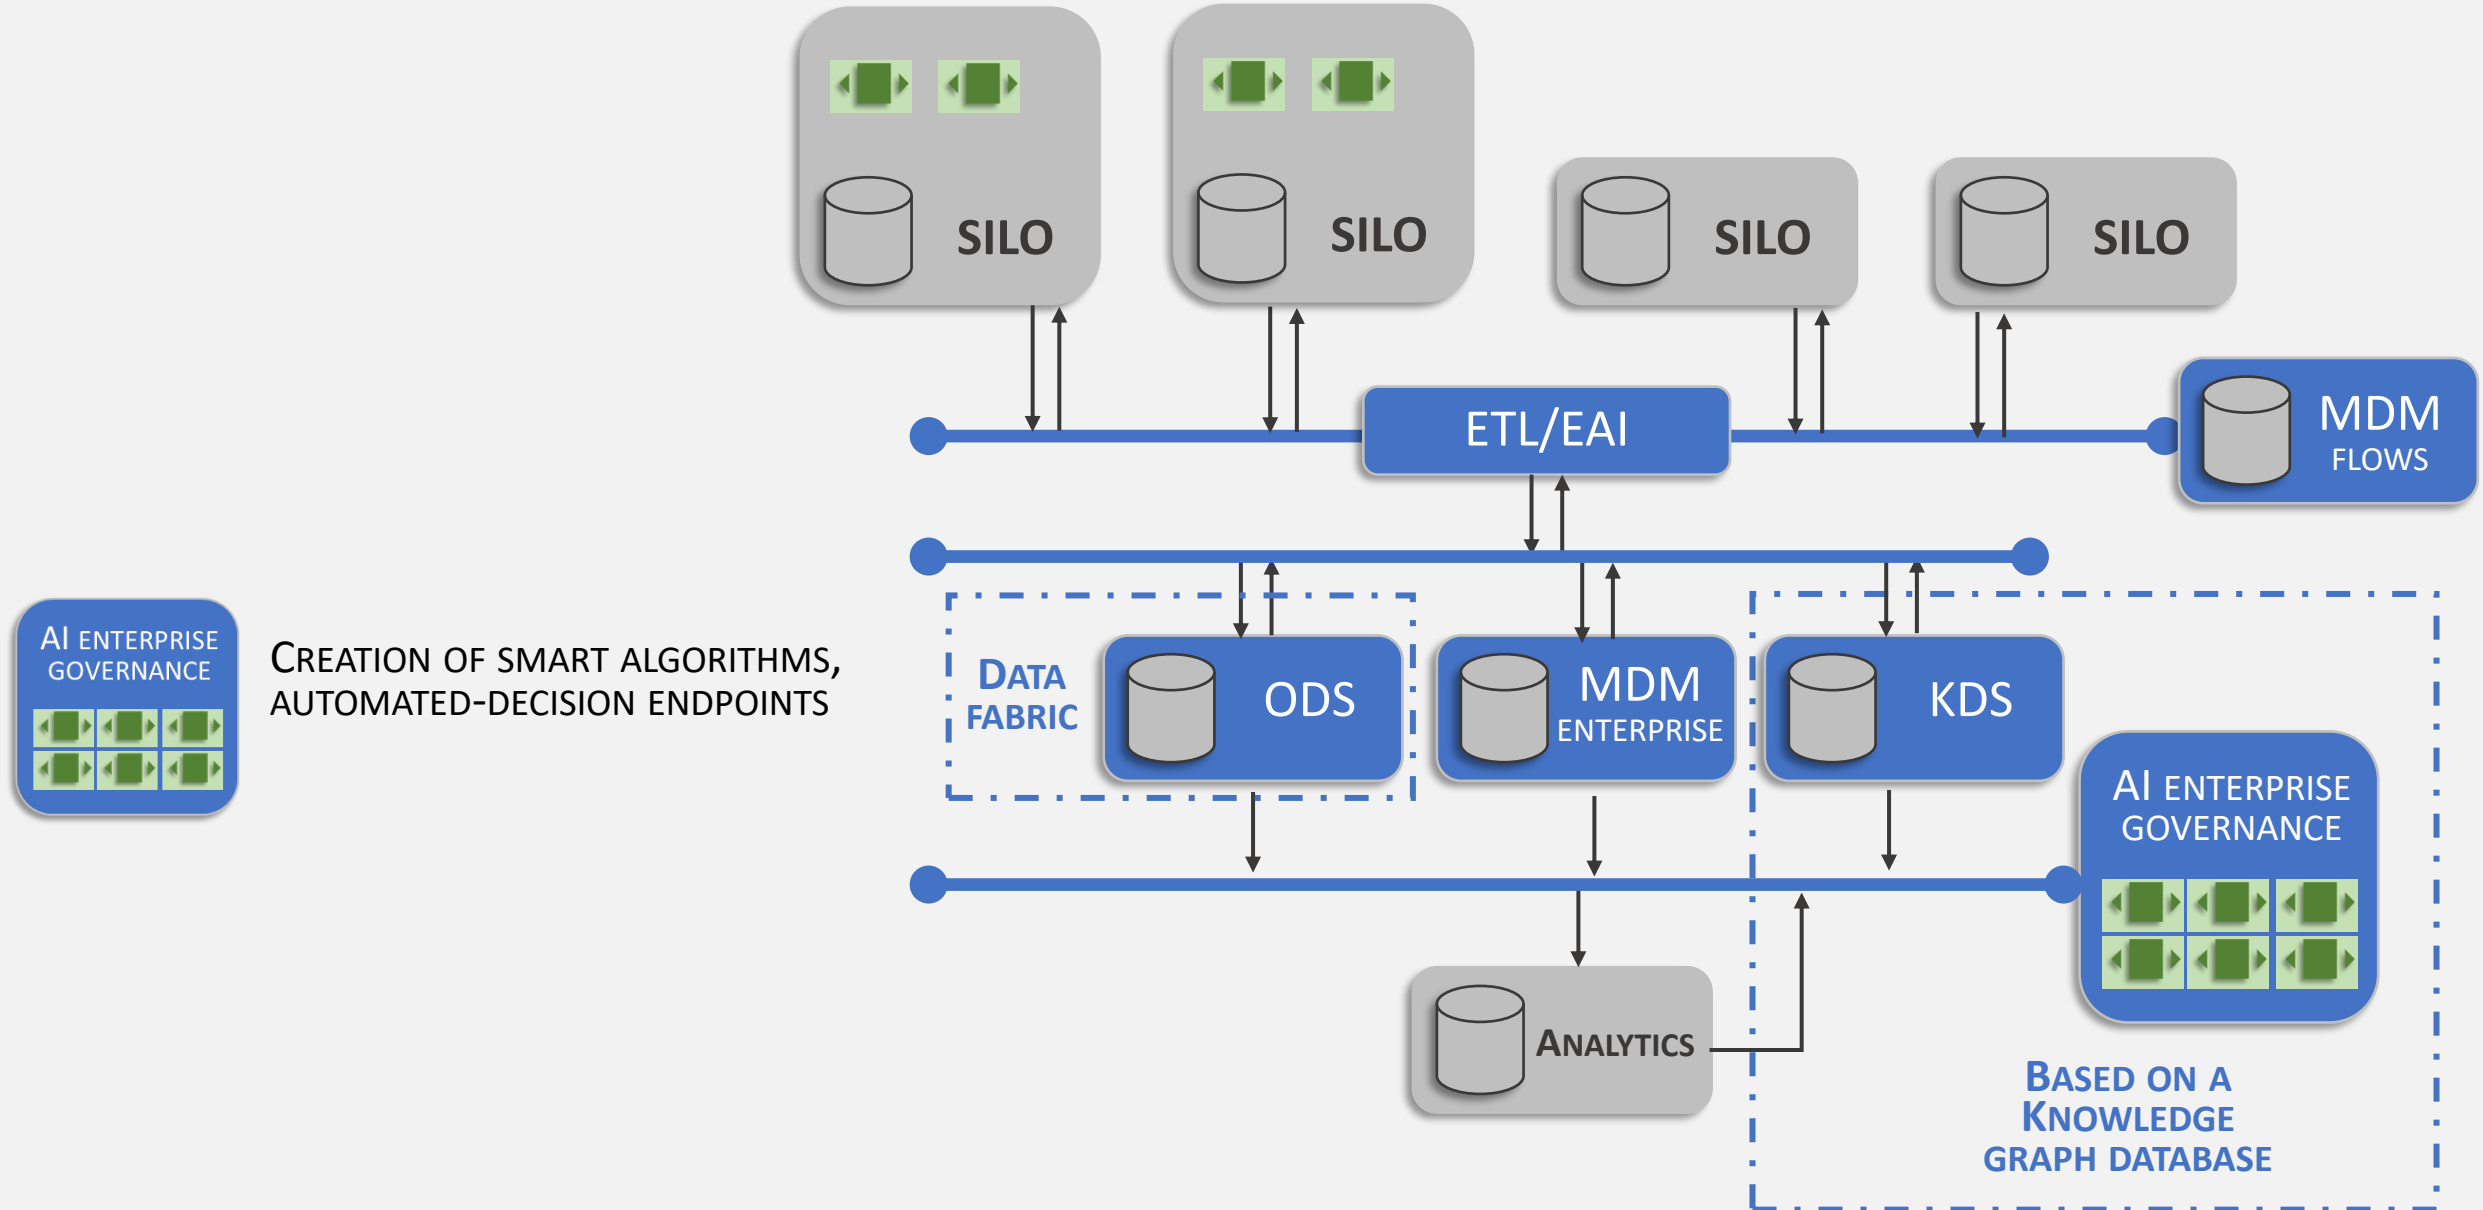 SILO
SILO
SILO
SILO
ETL/EAI
MDM
FLOWS
AI ENTERPRISE
GOVERNANCE
CREATION OF SMART ALGORITHMS,
AUTOMATED-DECISION ENDPOINTS
DATA
FABRIC
ODS
MDM
ENTERPRISE
KDS
AI ENTERPRISE
GOVERNANCE
ANALYTICS
BASED ON A
KNOWLEDGE
GRAPH DATABASE